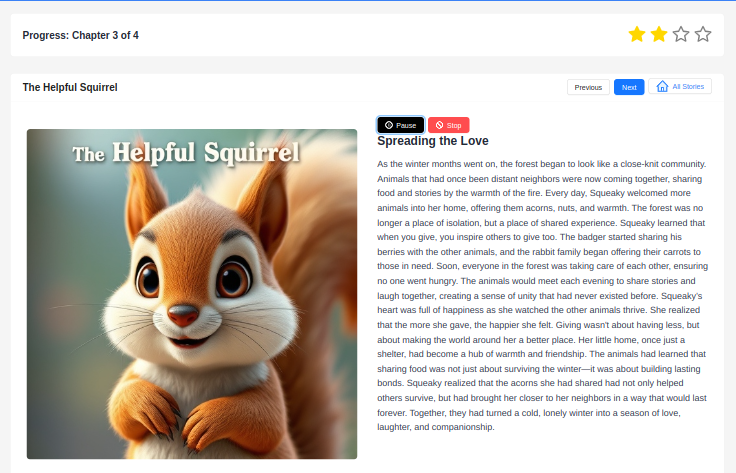 Progress: Chapter 3 of 4
The Helpful Squirrel
Previous
Next
All Stories
The Helpful Squirrel
Pause
Stop
Spreading the Love
As the winter months went on, the forest began to look like a close-knit community.
Animals that had once been distant neighbors were now coming together, sharing
food and stories by the warmth of the fire. Every day, Squeaky welcomed more
animals into her home, offering them acorns, nuts, and warmth. The forest was no
longer a place of isolation, but a place of shared experience. Squeaky learned that
when you give, you inspire others to give too. The badger started sharing his
berries with the other animals, and the rabbit family began offering their carrots to
those in need. Soon, everyone in the forest was taking care of each other, ensuring
no one went hungry. The animals would meet each evening to share stories and
laugh together, creating a sense of unity that had never existed before. Squeaky's
heart was full of happiness as she watched the other animals thrive. She realized
that the more she gave, the happier she felt. Giving wasn't about having less, but
about making the world around her a better place. Her little home, once just a
shelter, had become a hub of warmth and friendship. The animals had learned that
sharing food was not just about surviving the winter—it was about building lasting
bonds. Squeaky realized that the acorns she had shared had not only helped
others survive, but had brought her closer to her neighbors in a way that would last
forever. Together, they had turned a cold, lonely winter into a season of love,
laughter, and companionship.